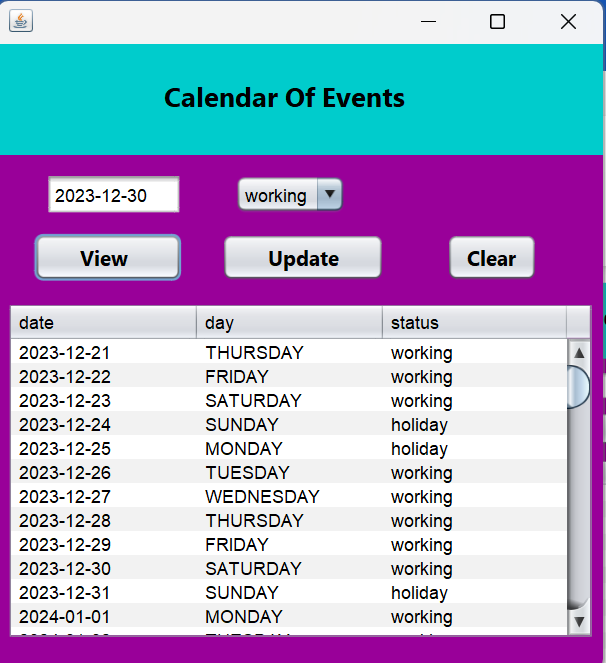 Calendar Of Events
2023-12-30 working
View Update Clear
date day status
2023-12-21 THURSDAY working
2023-12-22 FRIDAY working
2023-12-23 SATURDAY working
2023-12-24 SUNDAY holiday
2023-12-25 MONDAY holiday
2023-12-26 TUESDAY working
2023-12-27 WEDNESDAY working
2023-12-28 THURSDAY working
2023-12-29 FRIDAY working
2023-12-30 SATURDAY working
2023-12-31 SUNDAY holiday
2024-01-01 MONDAY working